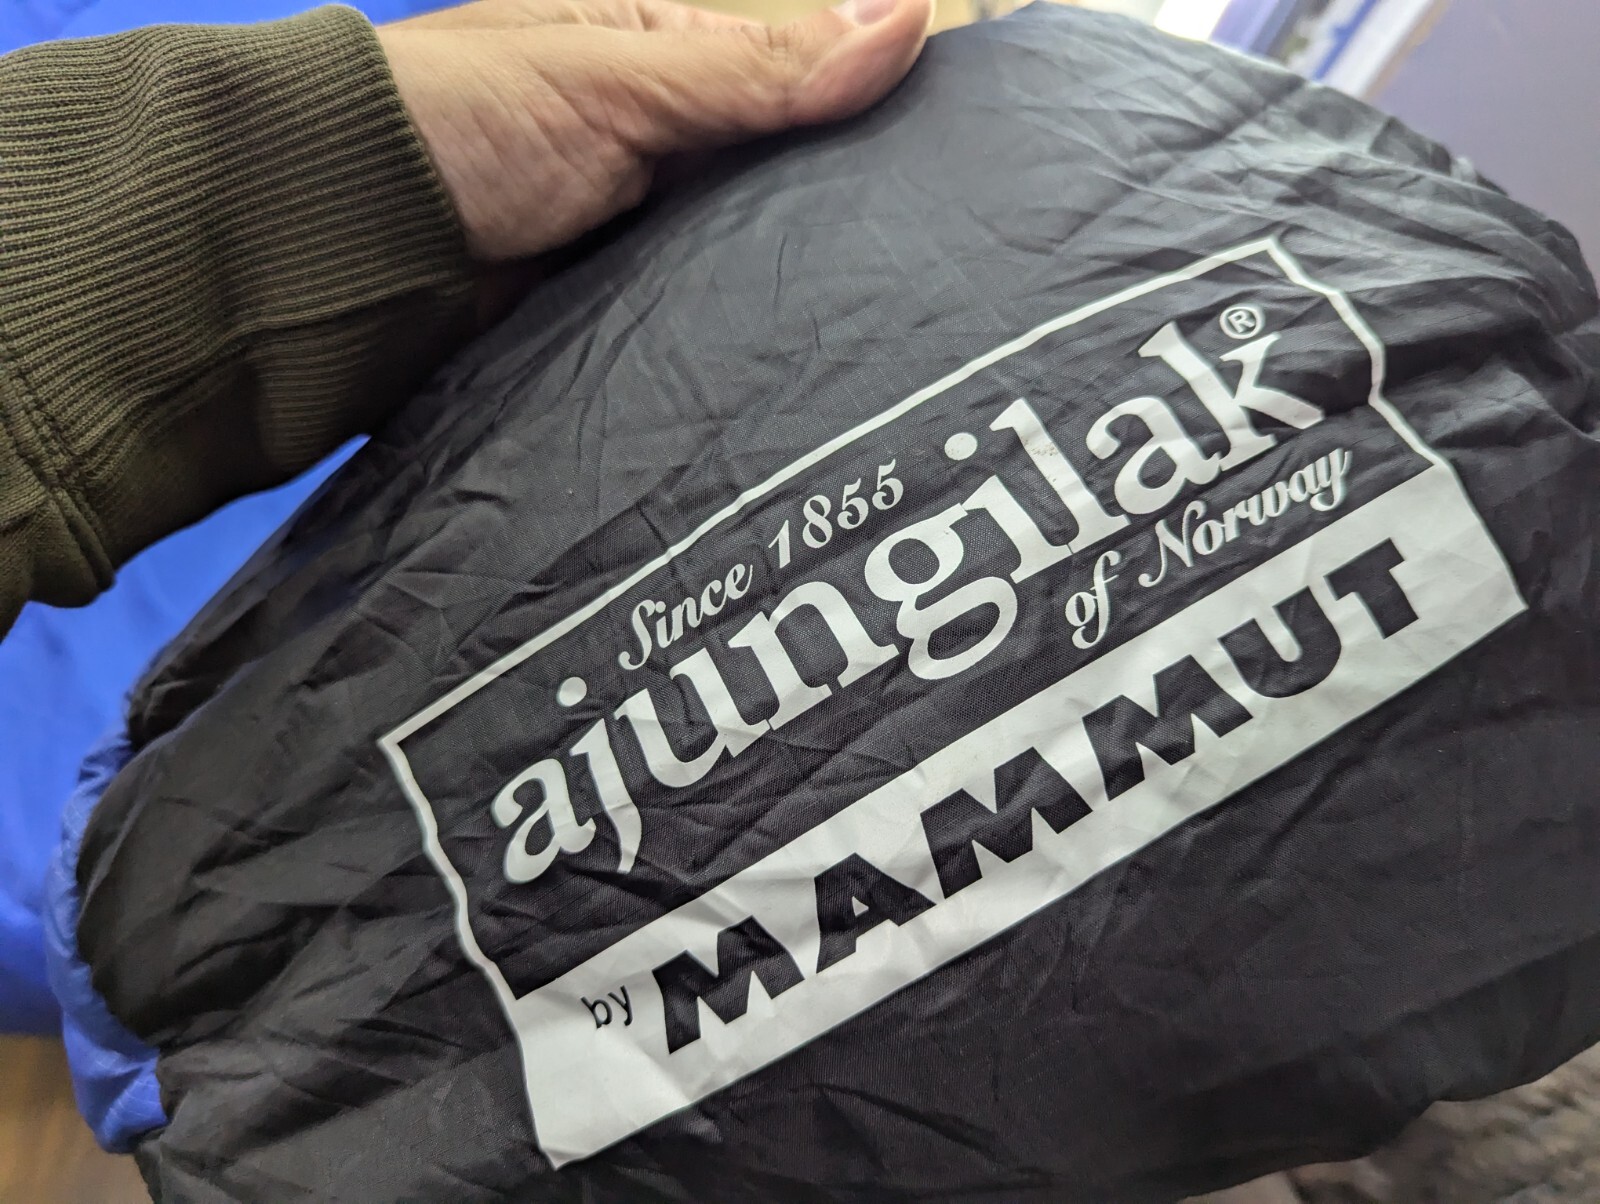 Since 1855
ajungilak®
of Norway
by MAMMUT